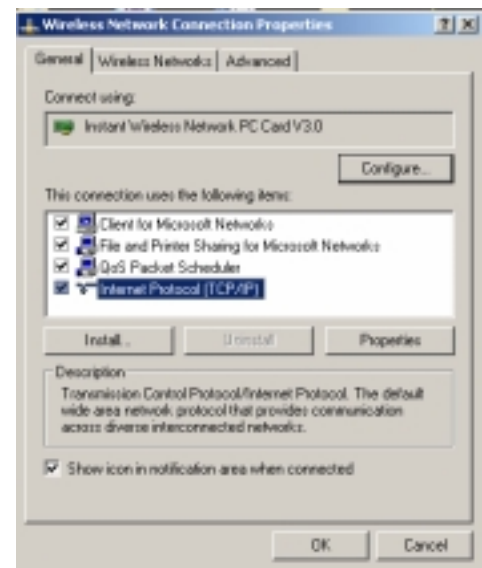 Wireless Network Connection Properties
General Wireless Networks Advanced
Connect using:
Instant Wireless Network PC Card V3.0
Configure...
This connection uses the following items:
Client for Microsoft Networks
File and Printer Sharing for Microsoft Networks
QoS Packet Scheduler
Internet Protocol (TCP/IP)
Install... Uninstall Properties
Description
Transmission Control Protocol/Internet Protocol. The default
wide area network protocol that provides communication
across diverse interconnected networks.
Show icon in notification area when connected
OK Cancel